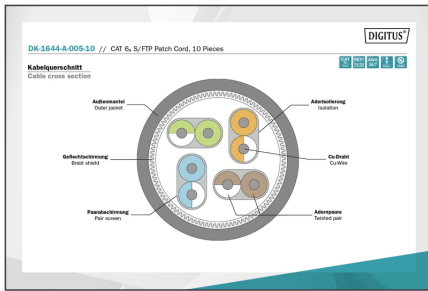 DIGITUS
DK-1644-A-005-10 // CAT 6A S/FTP Patch Cord, 10 Pieces
Kabelquerschnitt
Cable cross section
Außenmantel
Outer jacket
Aderisolierung
Isolation
Geflechtschirmung
Braid shield
Cu-Draht
Cu-Wire
Paarabschirmung
Pair screen
Adernpaare
Twisted pair